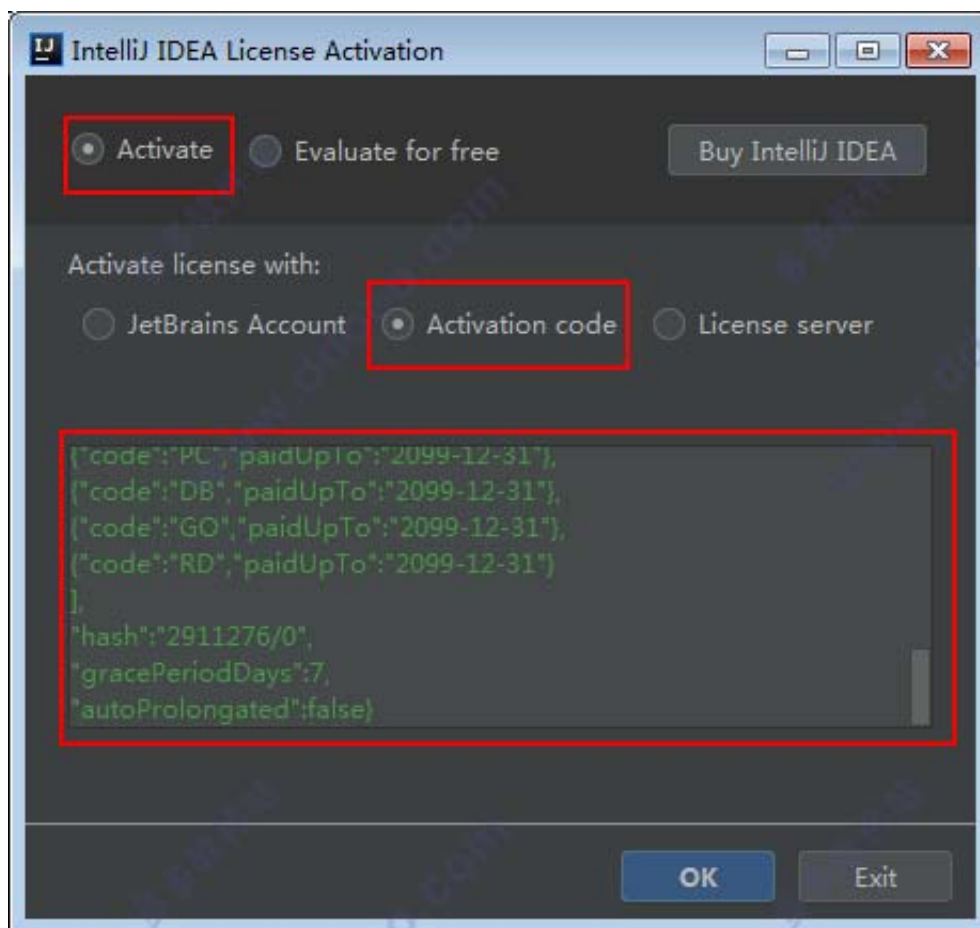 IntelliJ IDEA License Activation
Activate
Evaluate for free
Buy IntelliJ IDEA
Activate license with:
JetBrains Account
Activation code
License server
{"code":"PC","paidUpTo":"2099-12-31"},
{"code":"DB","paidUpTo":"2099-12-31"},
{"code":"GO","paidUpTo":"2099-12-31"},
{"code":"RD","paidUpTo":"2099-12-31"}
],
"hash":"2911276/0",
"gracePeriodDays":7,
"autoProlongated":false}
OK
Exit